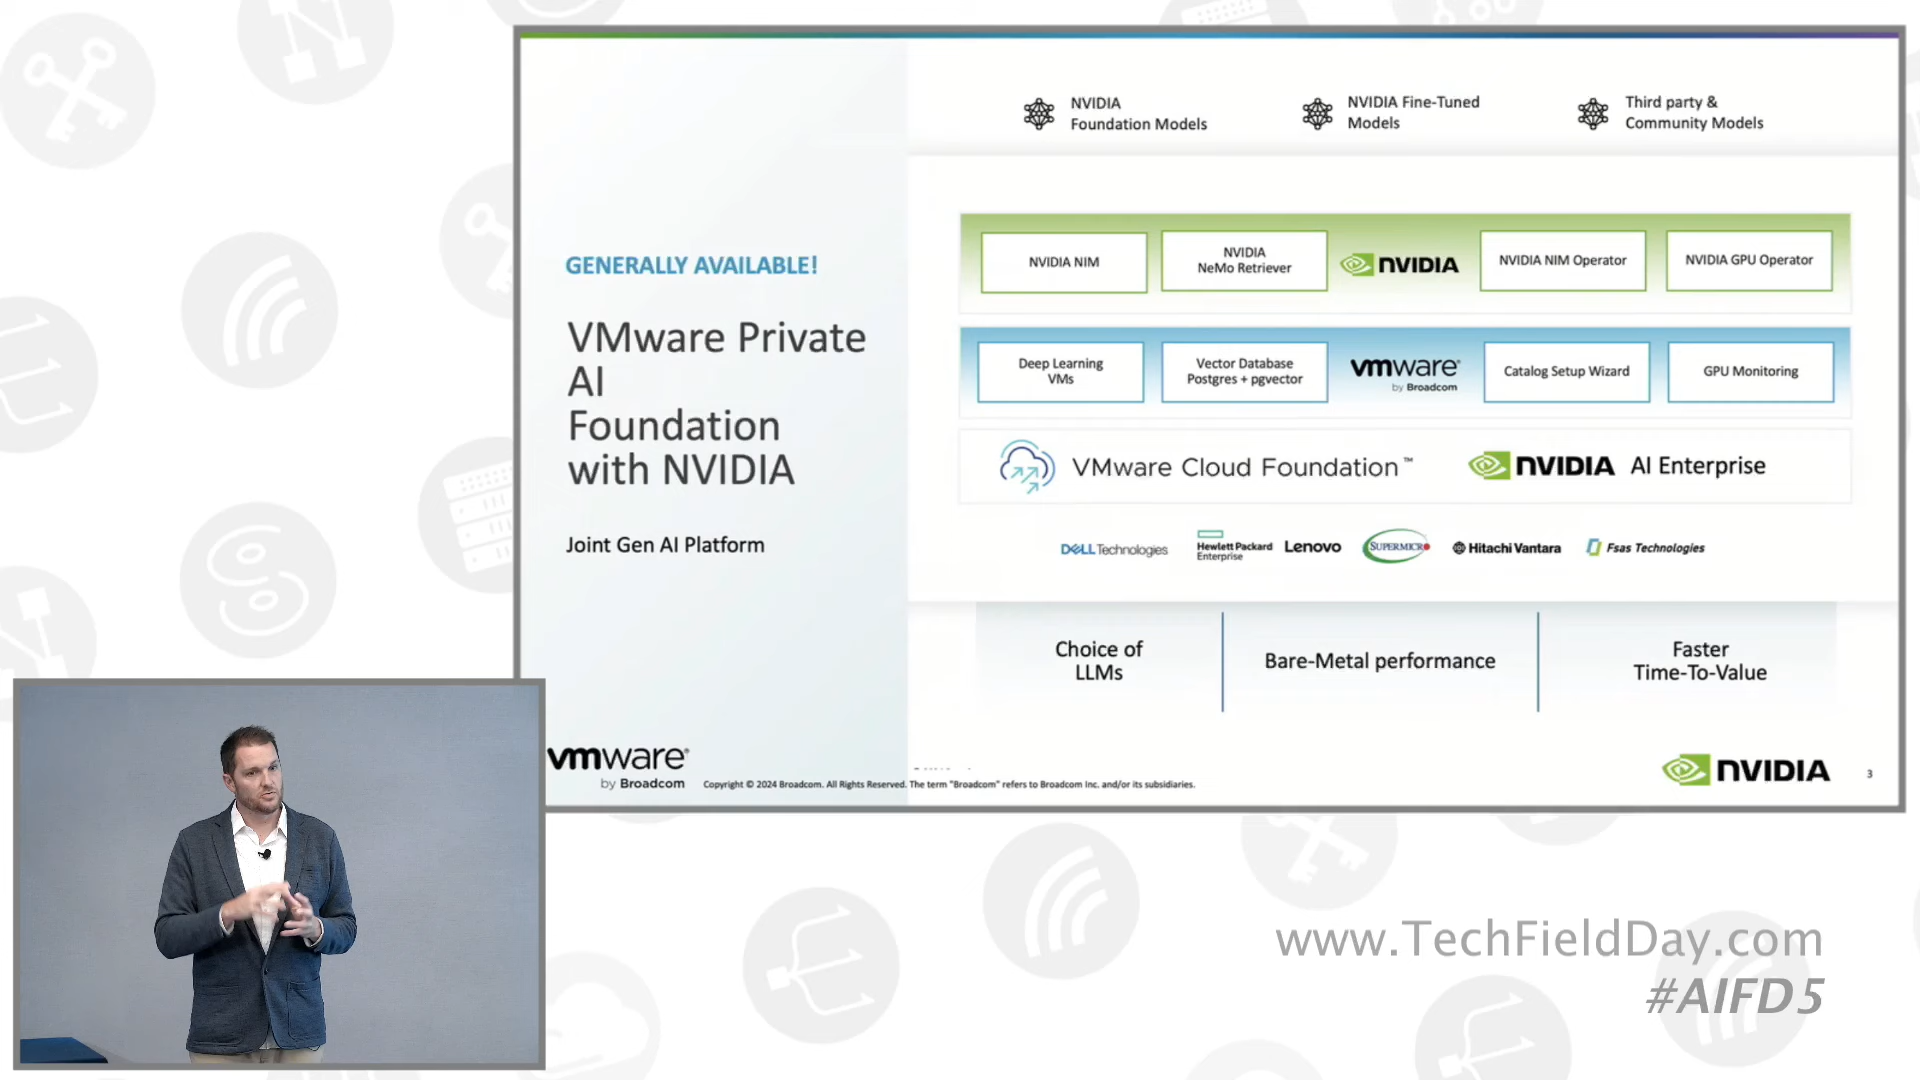 NVIDIA
Foundation Models
NVIDIA Fine-Tuned
Models
Third party &
Community Models
GENERALLY AVAILABLE!
VMware Private
AI
Foundation
with NVIDIA
Joint Gen AI Platform
NVIDIA NIM
NVIDIA
NeMo Retriever
NVIDIA
NVIDIA NIM Operator
NVIDIA GPU Operator
Deep Learning
VMs
Vector Database
Postgres + pgvector
vmware®
by Broadcom
Catalog Setup Wizard
GPU Monitoring
VMware Cloud Foundation™
NVIDIA AI Enterprise
DELL Technologies
Hewlett Packard
Enterprise
Lenovo
SUPERMICR
Hitachi Vantara
Fsas Technologies
Choice of
LLMs
Bare-Metal performance
Faster
Time-To-Value
vmware®
by Broadcom
Copyright © 2024 Broadcom. All Rights Reserved. The term "Broadcom" refers to Broadcom Inc. and/or its subsidiaries.
NVIDIA
3
www.TechFieldDay.com
#AIFD5